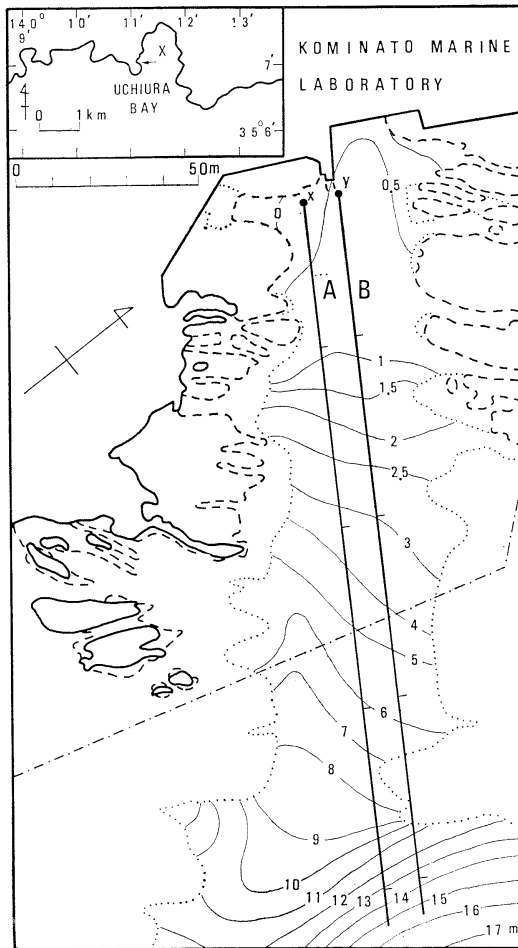 140° 10' 11' 12' 13'
9'
X
7'
UCHIURA
BAY
4
0 1km
35°6'
KOMINATO MARINE
LABORATORY
0 50m
0.5
0
x
y
A B
1
1.5
2
2.5
3
4
5
6
7
8
9
10
11
12
13
14
15
16
17 m